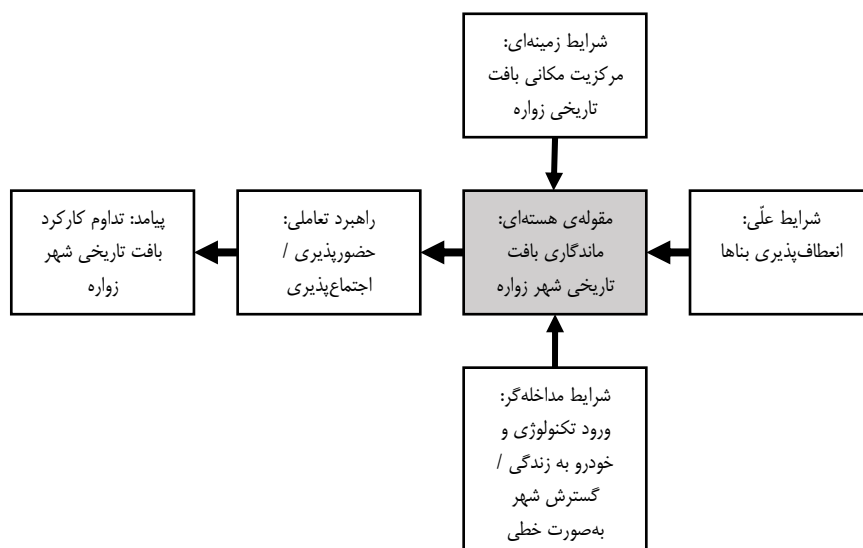 شرایط زمینه‌ای:
مرکزیت مکانی بافت
تاریخی زواره
شرایط علّی:
انعطاف‌پذیری بناها
مقوله‌ی هسته‌ای:
ماندگاری بافت
تاریخی شهر زواره
راهبرد تعاملی:
حضورپذیری /
اجتماع‌پذیری
پیامد: تداوم کارکرد
بافت تاریخی شهر
زواره
شرایط مداخله‌گر:
ورود تکنولوژی و
خودرو به زندگی /
گسترش شهر
به‌صورت خطی